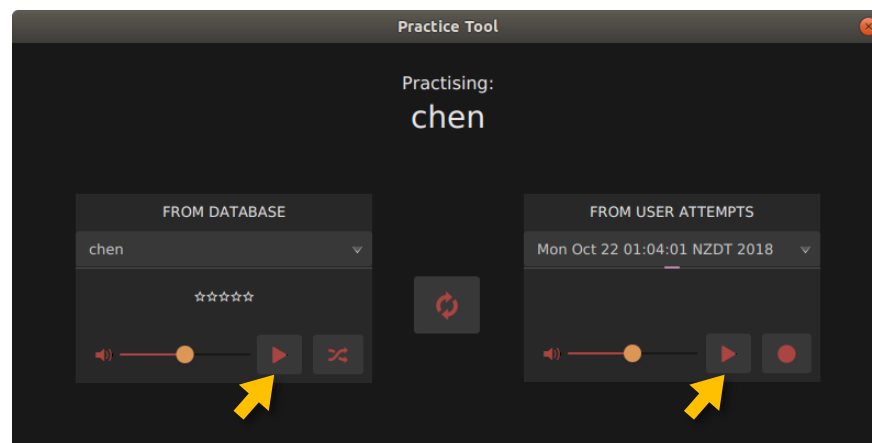 Practice Tool
Practising:
chen
FROM DATABASE
chen
FROM USER ATTEMPTS
Mon Oct 22 01:04:01 NZDT 2018